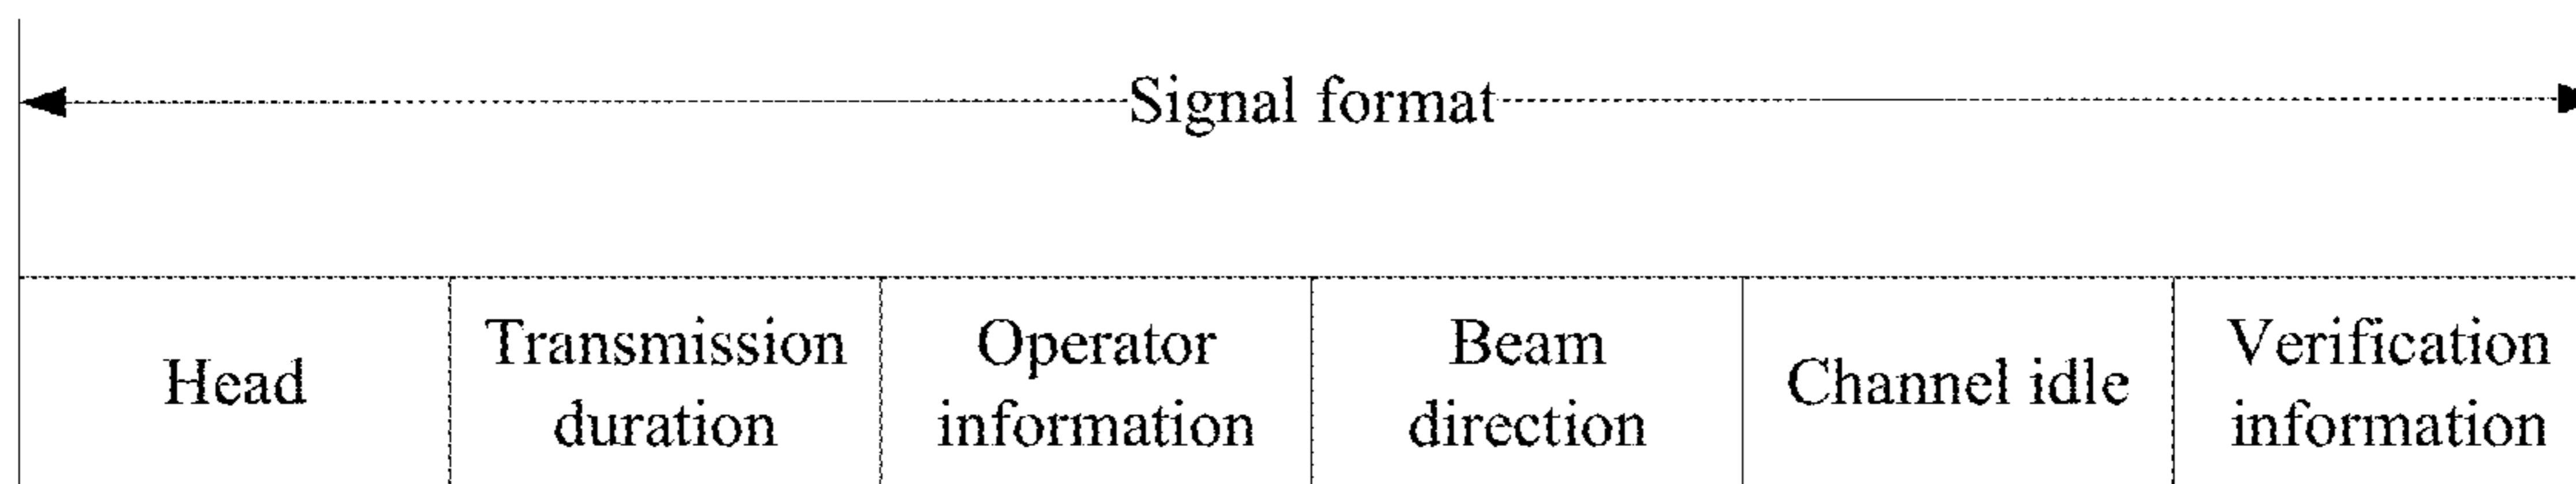 Signal format
Head
Transmission
duration
Operator
information
Beam
direction
Channel idle
Verification
information